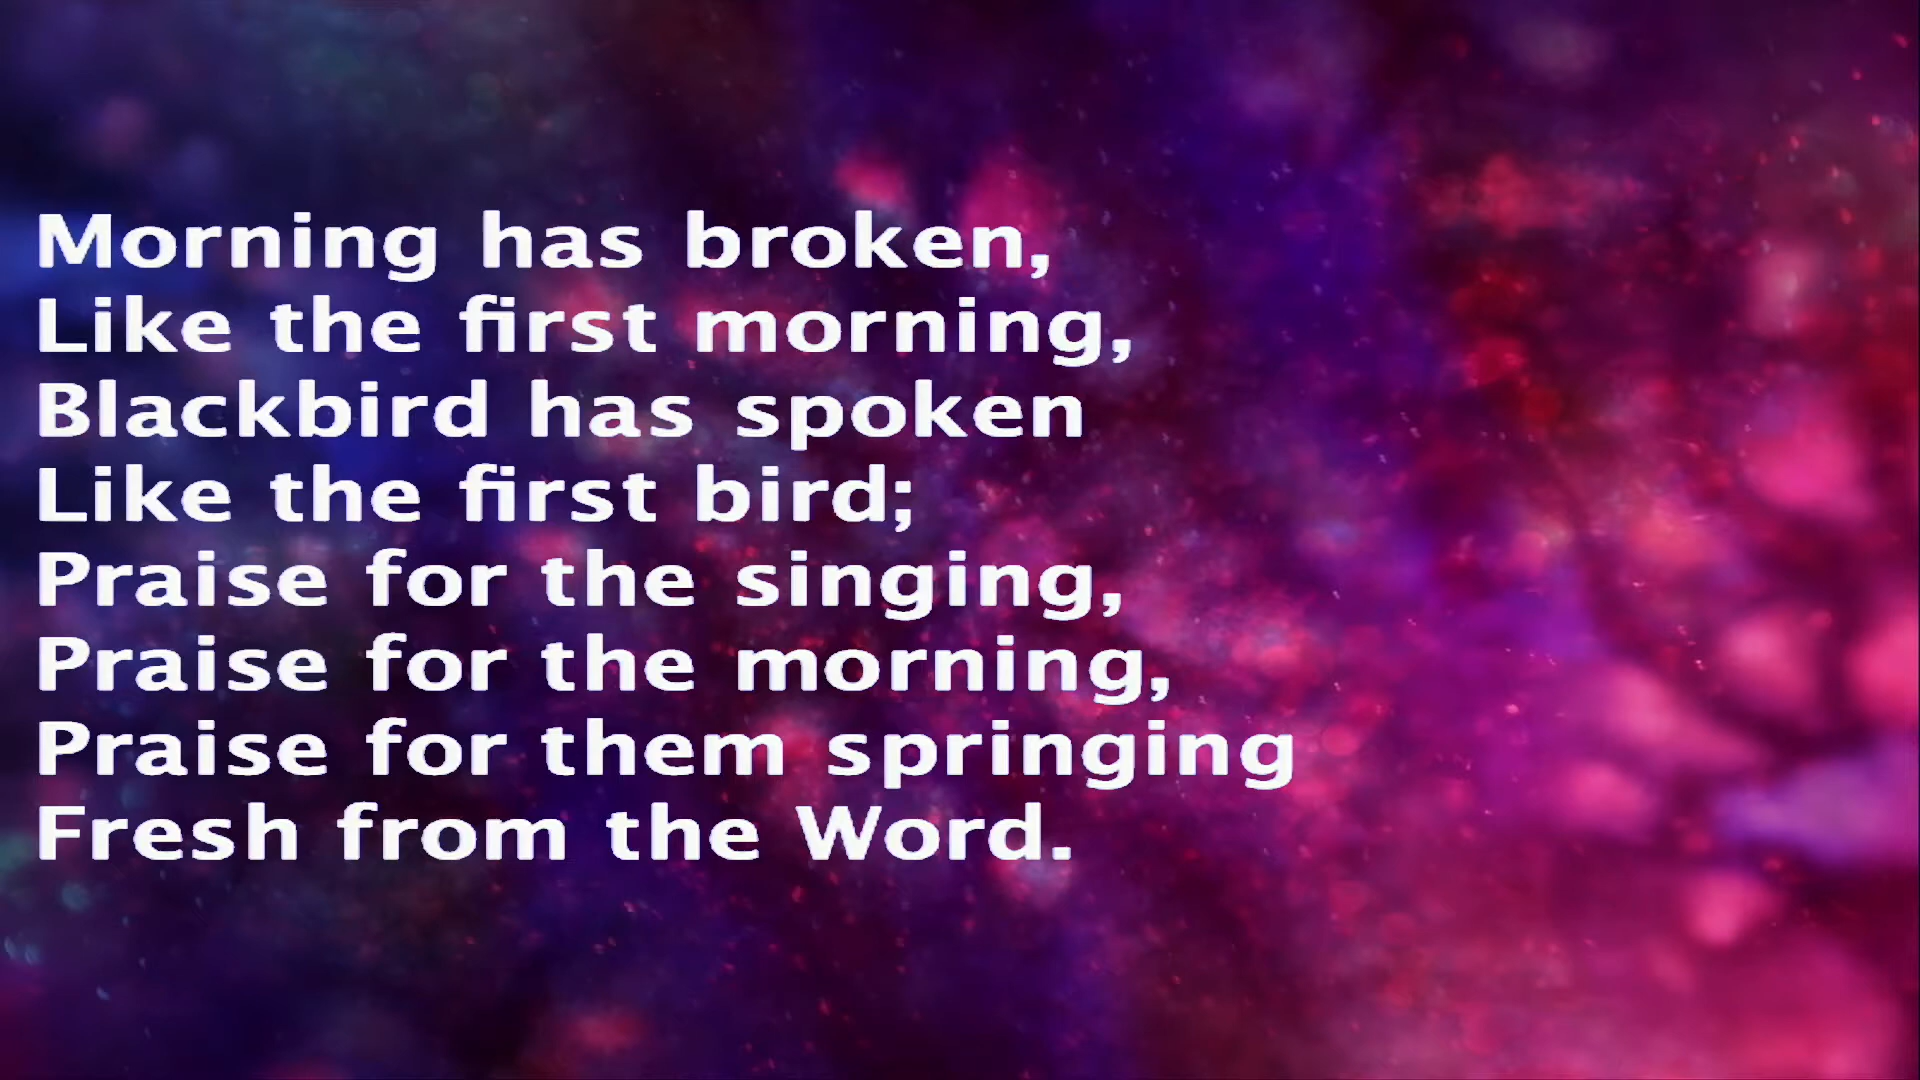 Morning has broken,
Like the first morning,
Blackbird has spoken
Like the first bird;
Praise for the singing,
Praise for the morning,
Praise for them springing
Fresh from the Word.